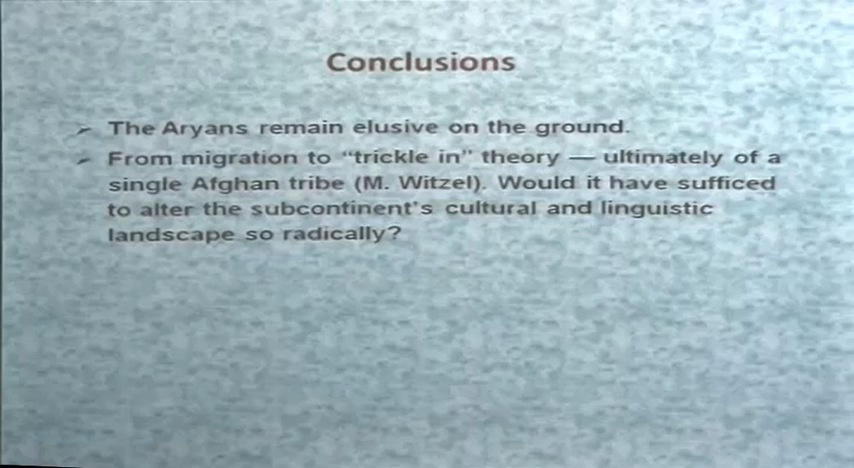 Conclusions
➢ The Aryans remain elusive on the ground.
➢ From migration to “trickle in” theory — ultimately of a
single Afghan tribe (M. Witzel). Would it have sufficed
to alter the subcontinent's cultural and linguistic
landscape so radically?